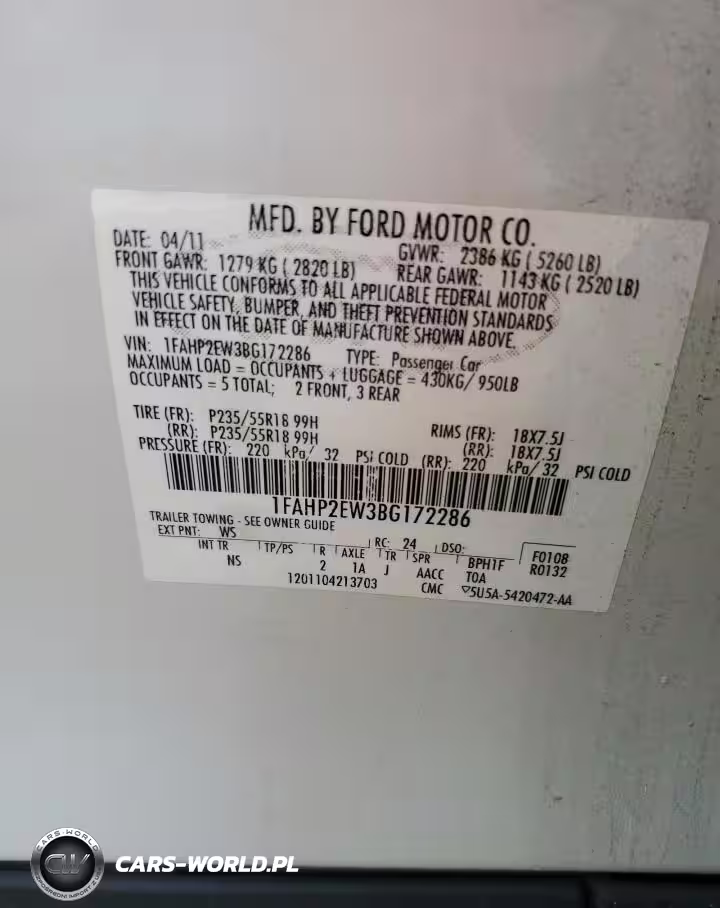 MFD. BY FORD MOTOR CO.
DATE: 04/11 GVWR: 2386 KG ( 5260 LB)
FRONT GAWR: 1279 KG ( 2820 LB) REAR GAWR: 1143 KG ( 2520 LB)
THIS VEHICLE CONFORMS TO ALL APPLICABLE FEDERAL MOTOR
VEHICLE SAFETY, BUMPER, AND THEFT PREVENTION STANDARDS
IN EFFECT ON THE DATE OF MANUFACTURE SHOWN ABOVE.
VIN: 1FAHP2EW3BG172286 TYPE: Passenger Car
MAXIMUM LOAD = OCCUPANTS + LUGGAGE = 430KG/ 950LB
OCCUPANTS = 5 TOTAL; 2 FRONT, 3 REAR
TIRE (FR): P235/55R18 99H RIMS (FR): 18X7.5J
(RR): P235/55R18 99H (RR): 18X7.5J
PRESSURE (FR): 220 kPa/ 32 PSI COLD (RR): 220 kPa/ 32 PSI COLD
1FAHP2EW3BG172286
TRAILER TOWING - SEE OWNER GUIDE
EXT PNT: WS RC: 24 DSO: F0108
INT TR TP/PS R AXLE TR SPR BPH1F R0132
NS 2 1A J AACC TOA
1201104213703 CMC ▽5U5A-5420472-AA
CARS-WORLD
CW
CARS-WORLD.PL